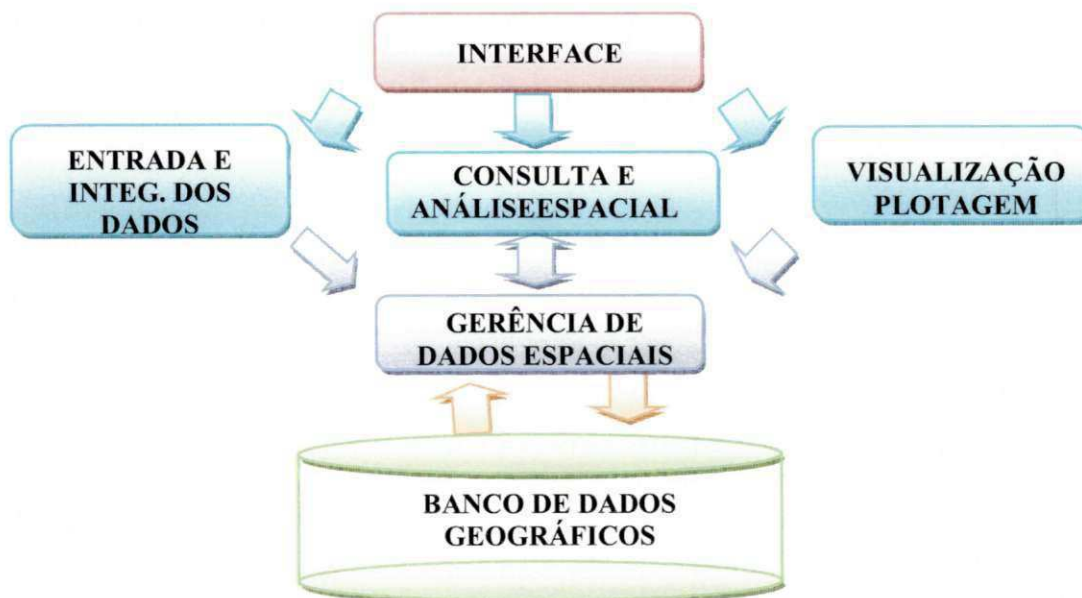 INTERFACE
ENTRADA E
INTEG. DOS
DADOS
CONSULTA E
ANÁLISEESPACIAL
VISUALIZAÇÃO
PLOTAGEM
GERÊNCIA DE
DADOS ESPACIAIS
BANCO DE DADOS
GEOGRÁFICOS